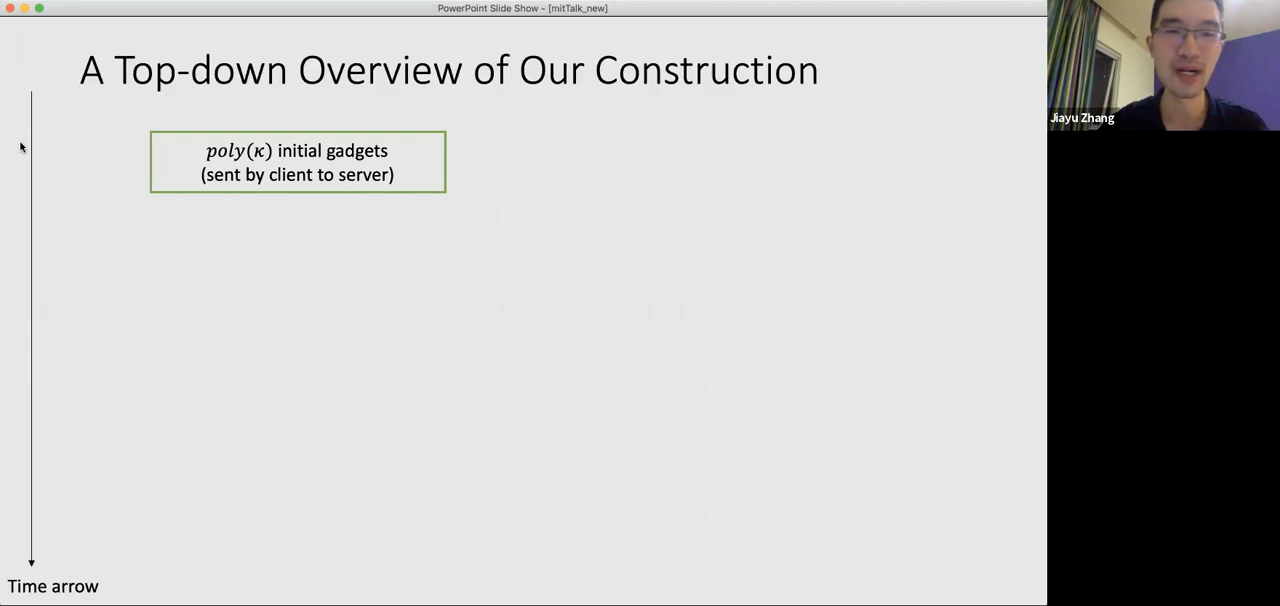 PowerPoint Slide Show - [mitTalk_new]
A Top-down Overview of Our Construction
poly(κ) initial gadgets
(sent by client to server)
Time arrow
Jiayu Zhang